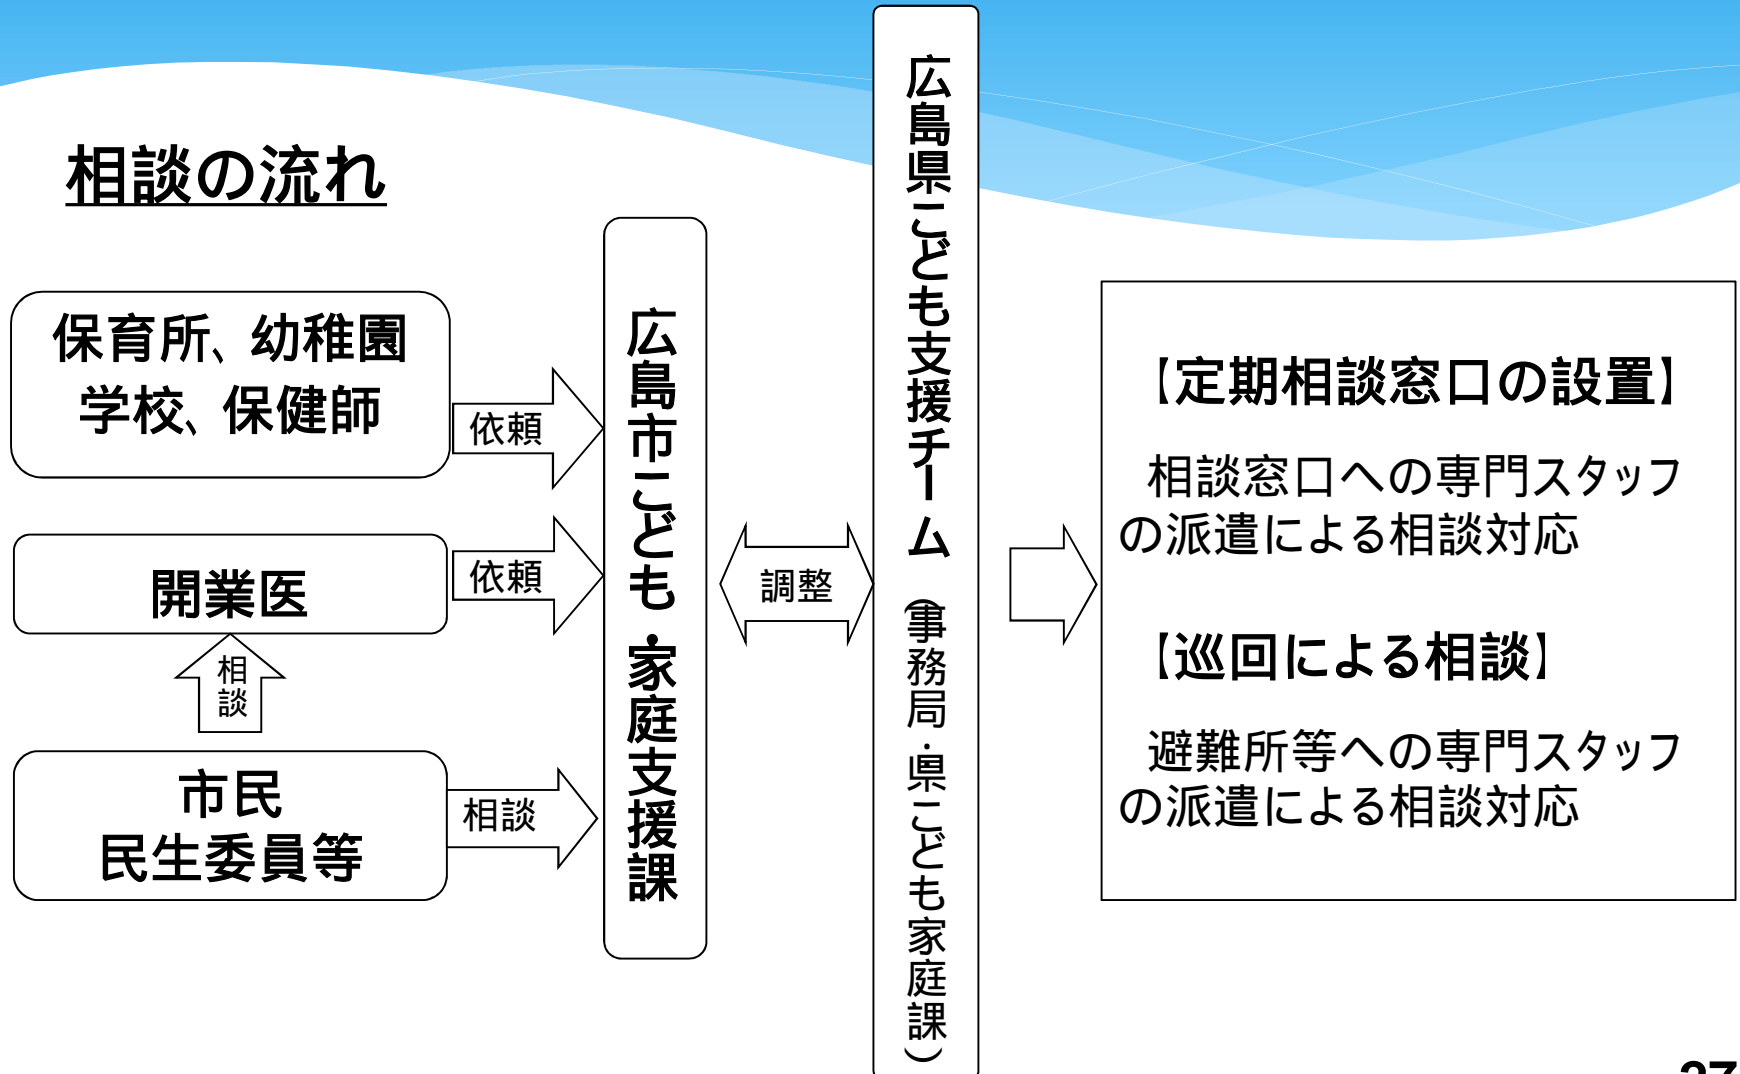 相談の流れ
保育所、幼稚園
学校、保健師
依頼
開業医
依頼
相談
市民
民生委員等
相談
広島市こども・家庭支援課
調整
広島県こども支援チーム（事務局・県こども家庭課）
【定期相談窓口の設置】
相談窓口への専門スタッフ
の派遣による相談対応
【巡回による相談】
避難所等への専門スタッフ
の派遣による相談対応
27